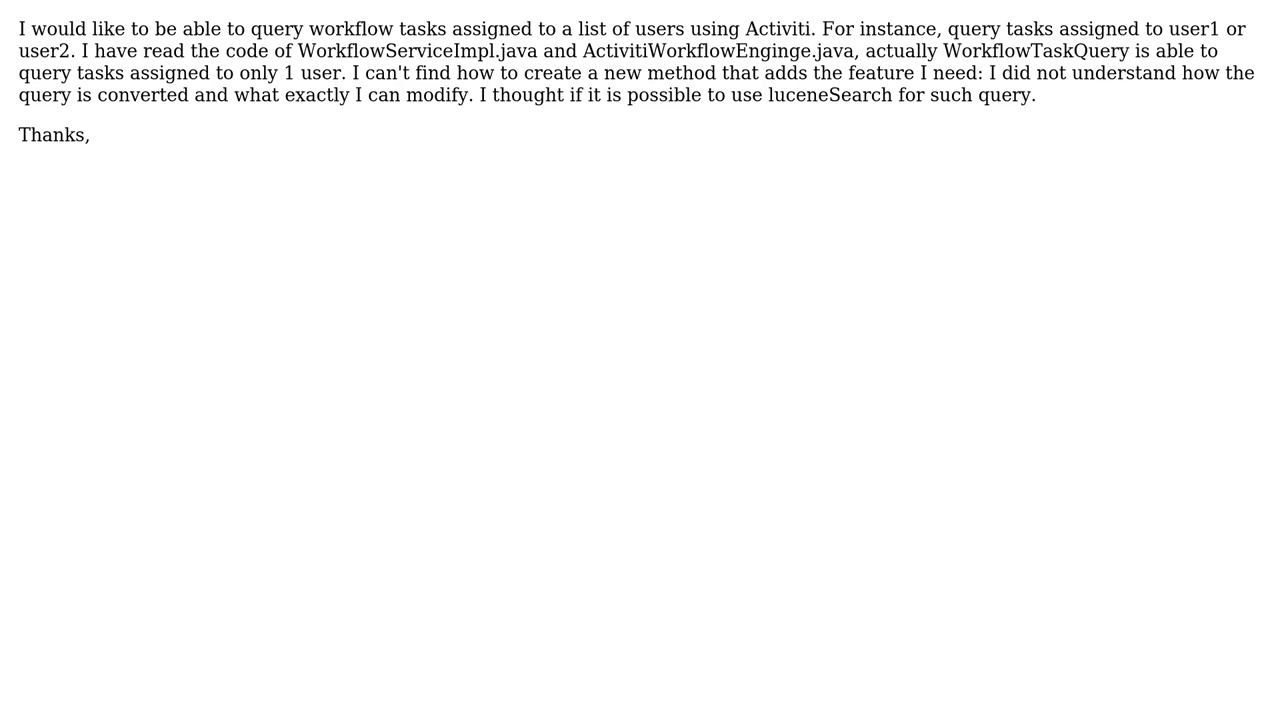 I would like to be able to query workflow tasks assigned to a list of users using Activiti. For instance, query tasks assigned to user1 or
user2. I have read the code of WorkflowServiceImpl.java and ActivitiWorkflowEnginge.java, actually WorkflowTaskQuery is able to
query tasks assigned to only 1 user. I can't find how to create a new method that adds the feature I need: I did not understand how the
query is converted and what exactly I can modify. I thought if it is possible to use luceneSearch for such query.
Thanks,